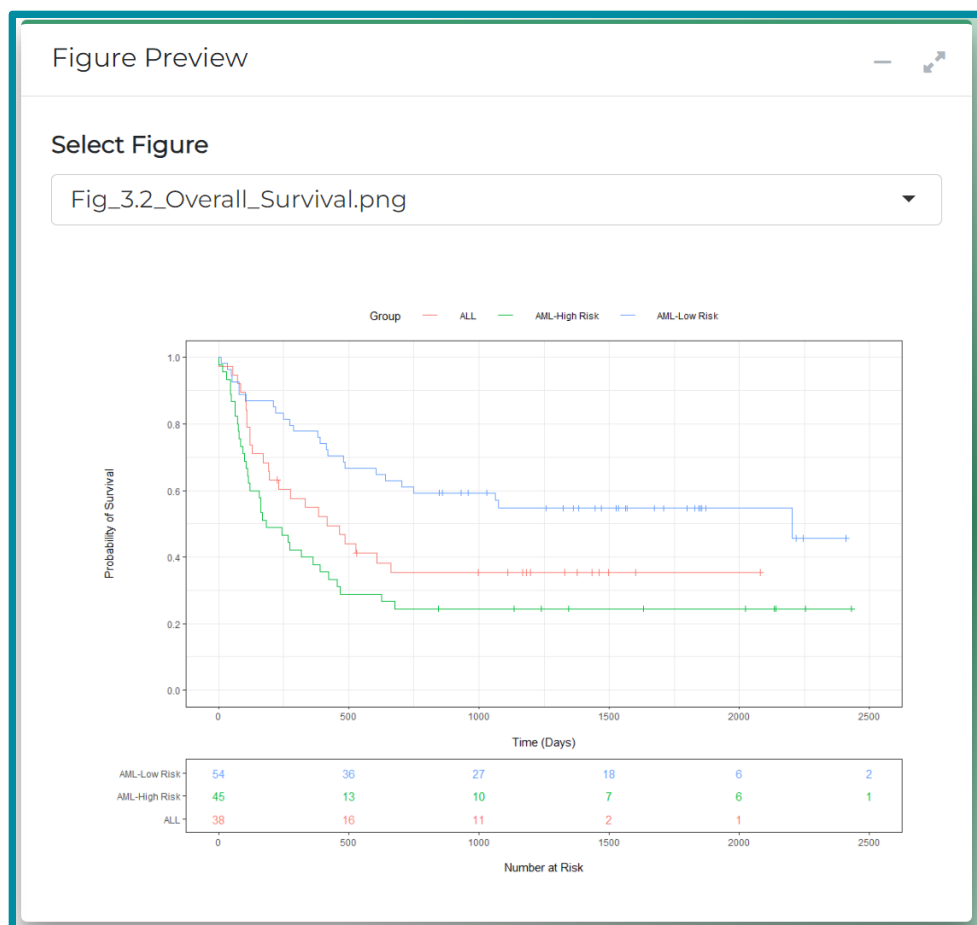 Figure Preview
Select Figure
Fig_3.2_Overall_Survival.png
Group ALL AML-High Risk AML-Low Risk
1.0
0.8
0.6
0.4
0.2
0.0
Probability of Survival
0 500 1000 1500 2000 2500
Time (Days)
AML-Low Risk 54 36 27 18 6 2
AML-High Risk 45 13 10 7 6 1
ALL 38 16 11 2 1
0 500 1000 1500 2000 2500
Number at Risk